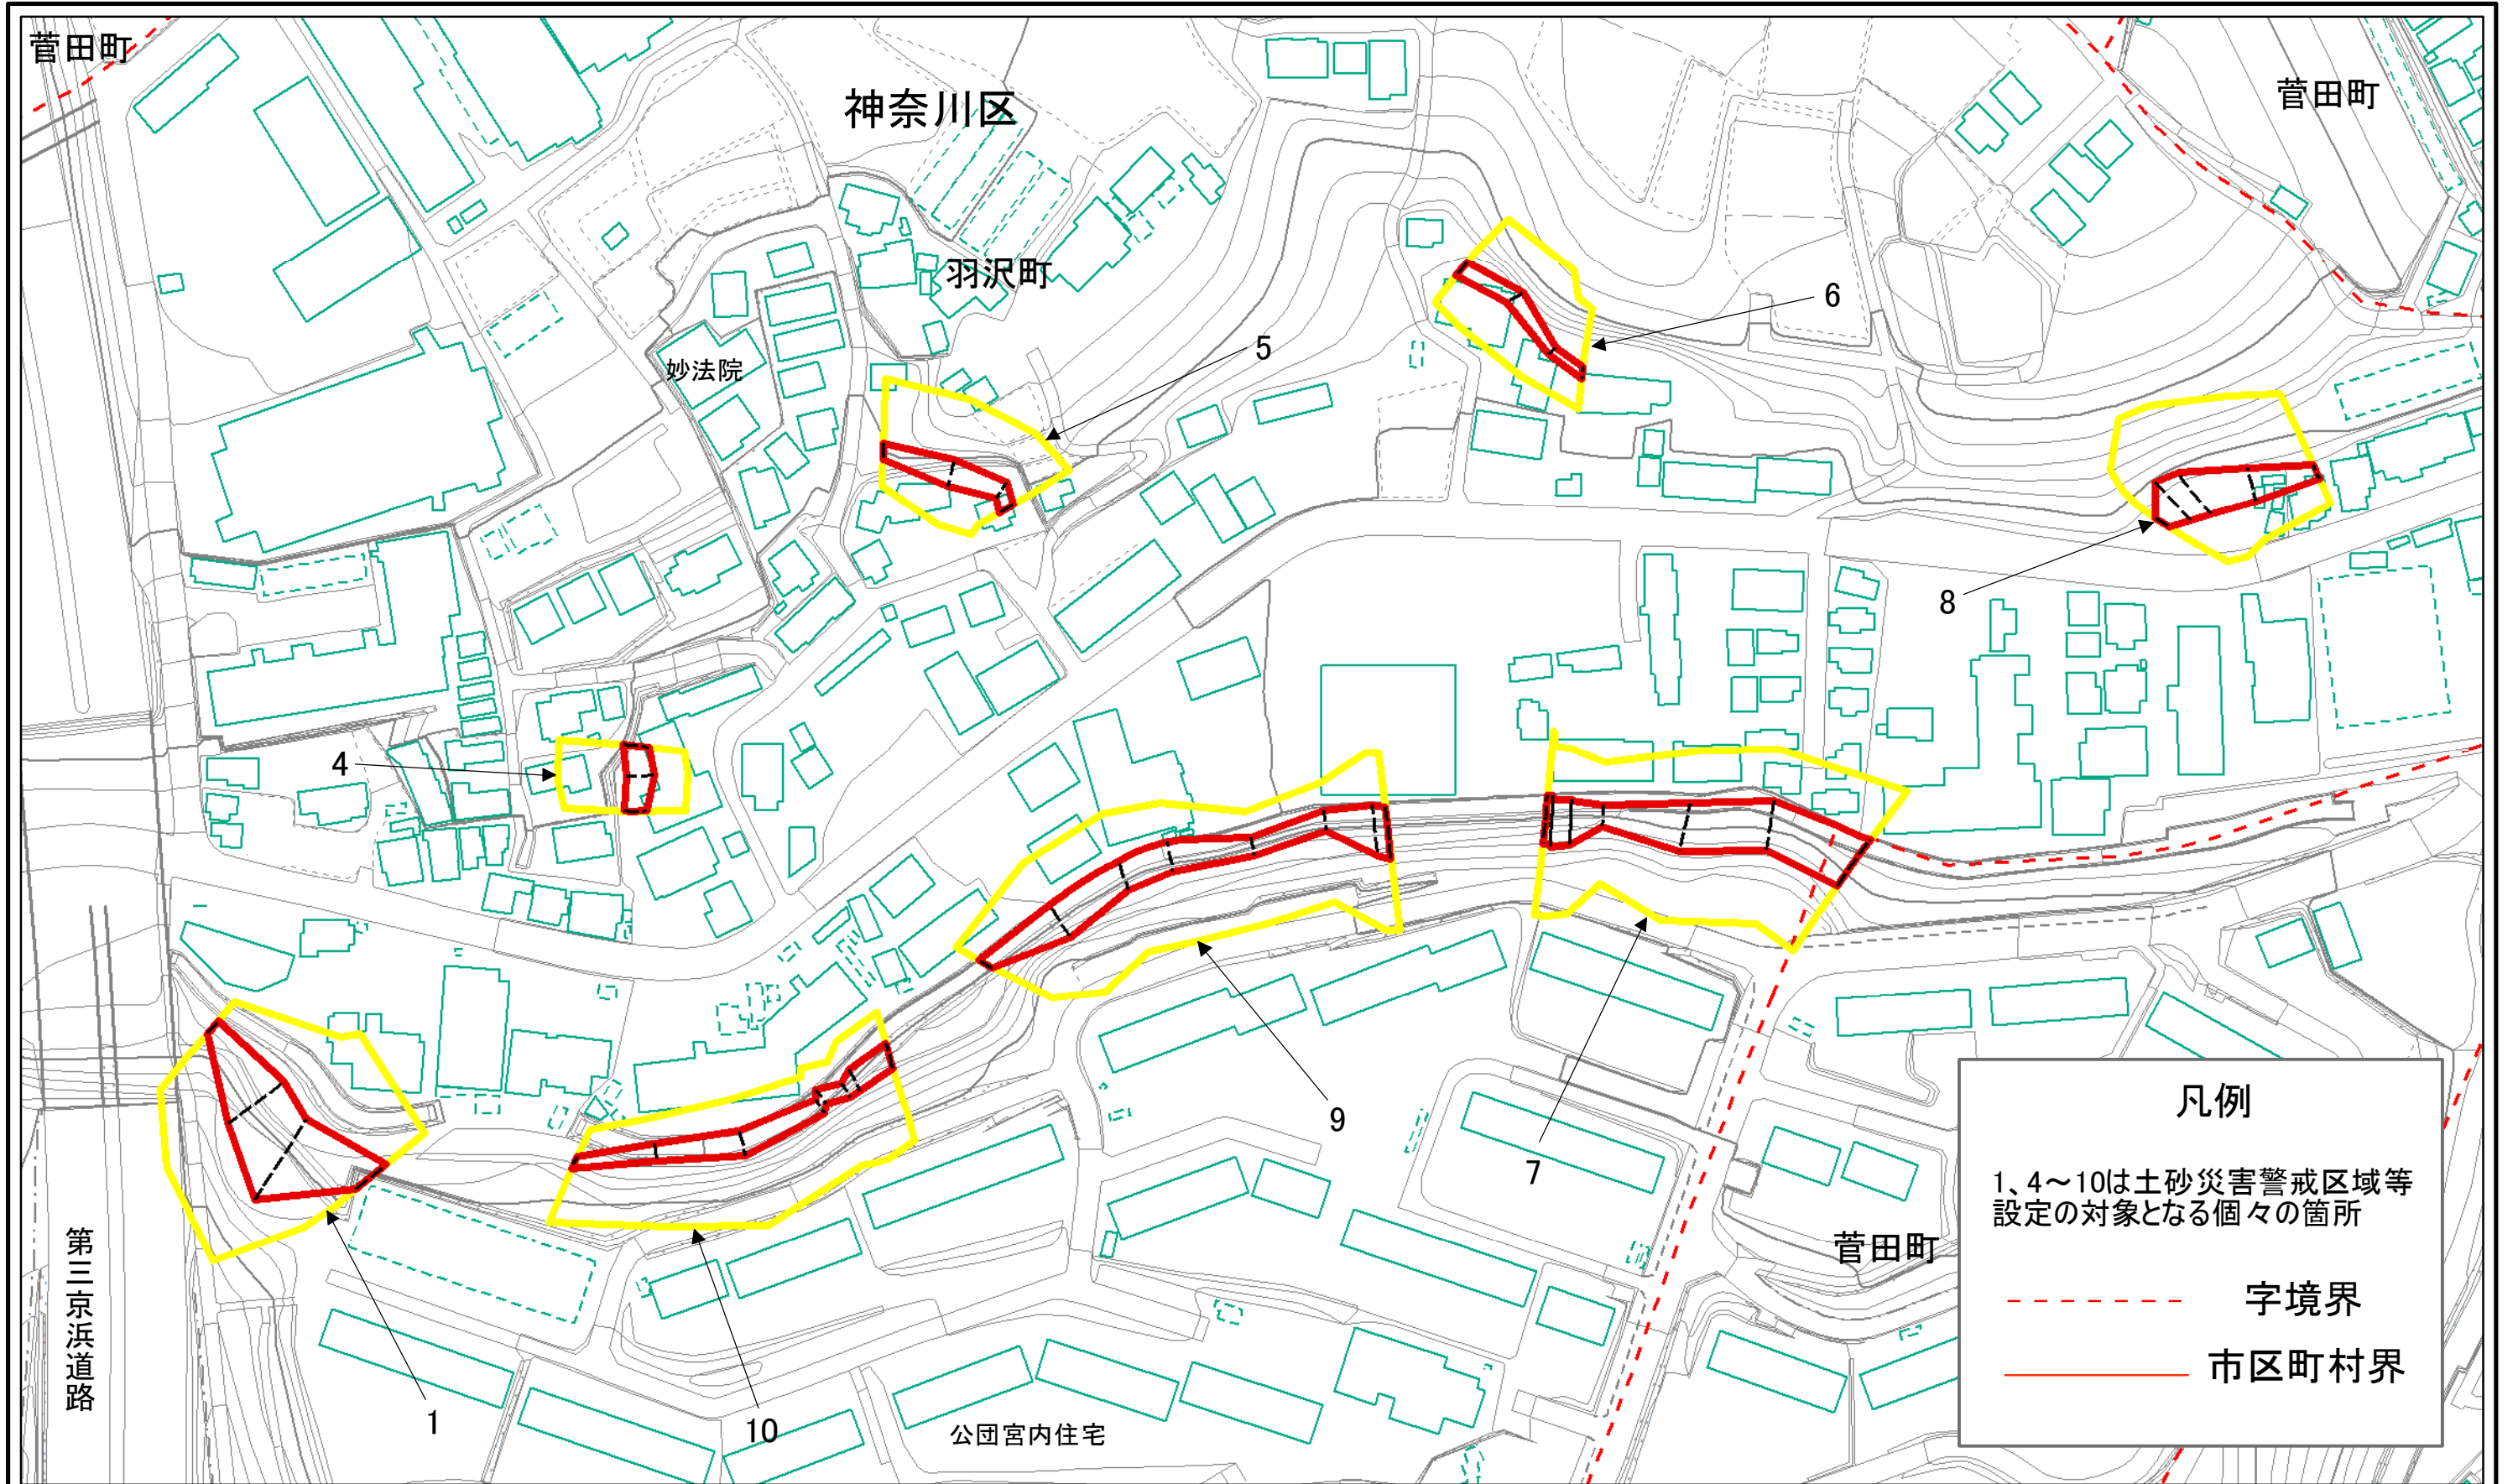 菅田町
神奈川区
菅田町
羽沢町
妙法院
5
6
8
4
9
7
1
10
第三京浜道路
公団宮内住宅
菅田町
凡例
1、4～10は土砂災害警戒区域等
設定の対象となる個々の箇所
字境界
市区町村界